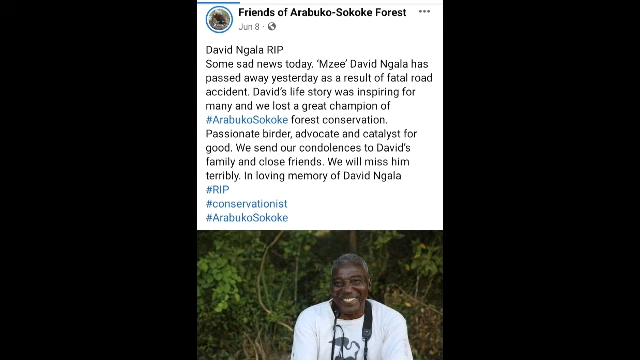 Friends of Arabuko-Sokoke Forest
Jun 8 ·
David Ngala RIP
Some sad news today. ‘Mzee’ David Ngala has
passed away yesterday as a result of fatal road
accident. David’s life story was inspiring for
many and we lost a great champion of
#ArabukoSokoke forest conservation.
Passionate birder, advocate and catalyst for
good. We send our condolences to David’s
family and close friends. We will miss him
terribly. In loving memory of David Ngala
#RIP
#conservationist
#ArabukoSokoke